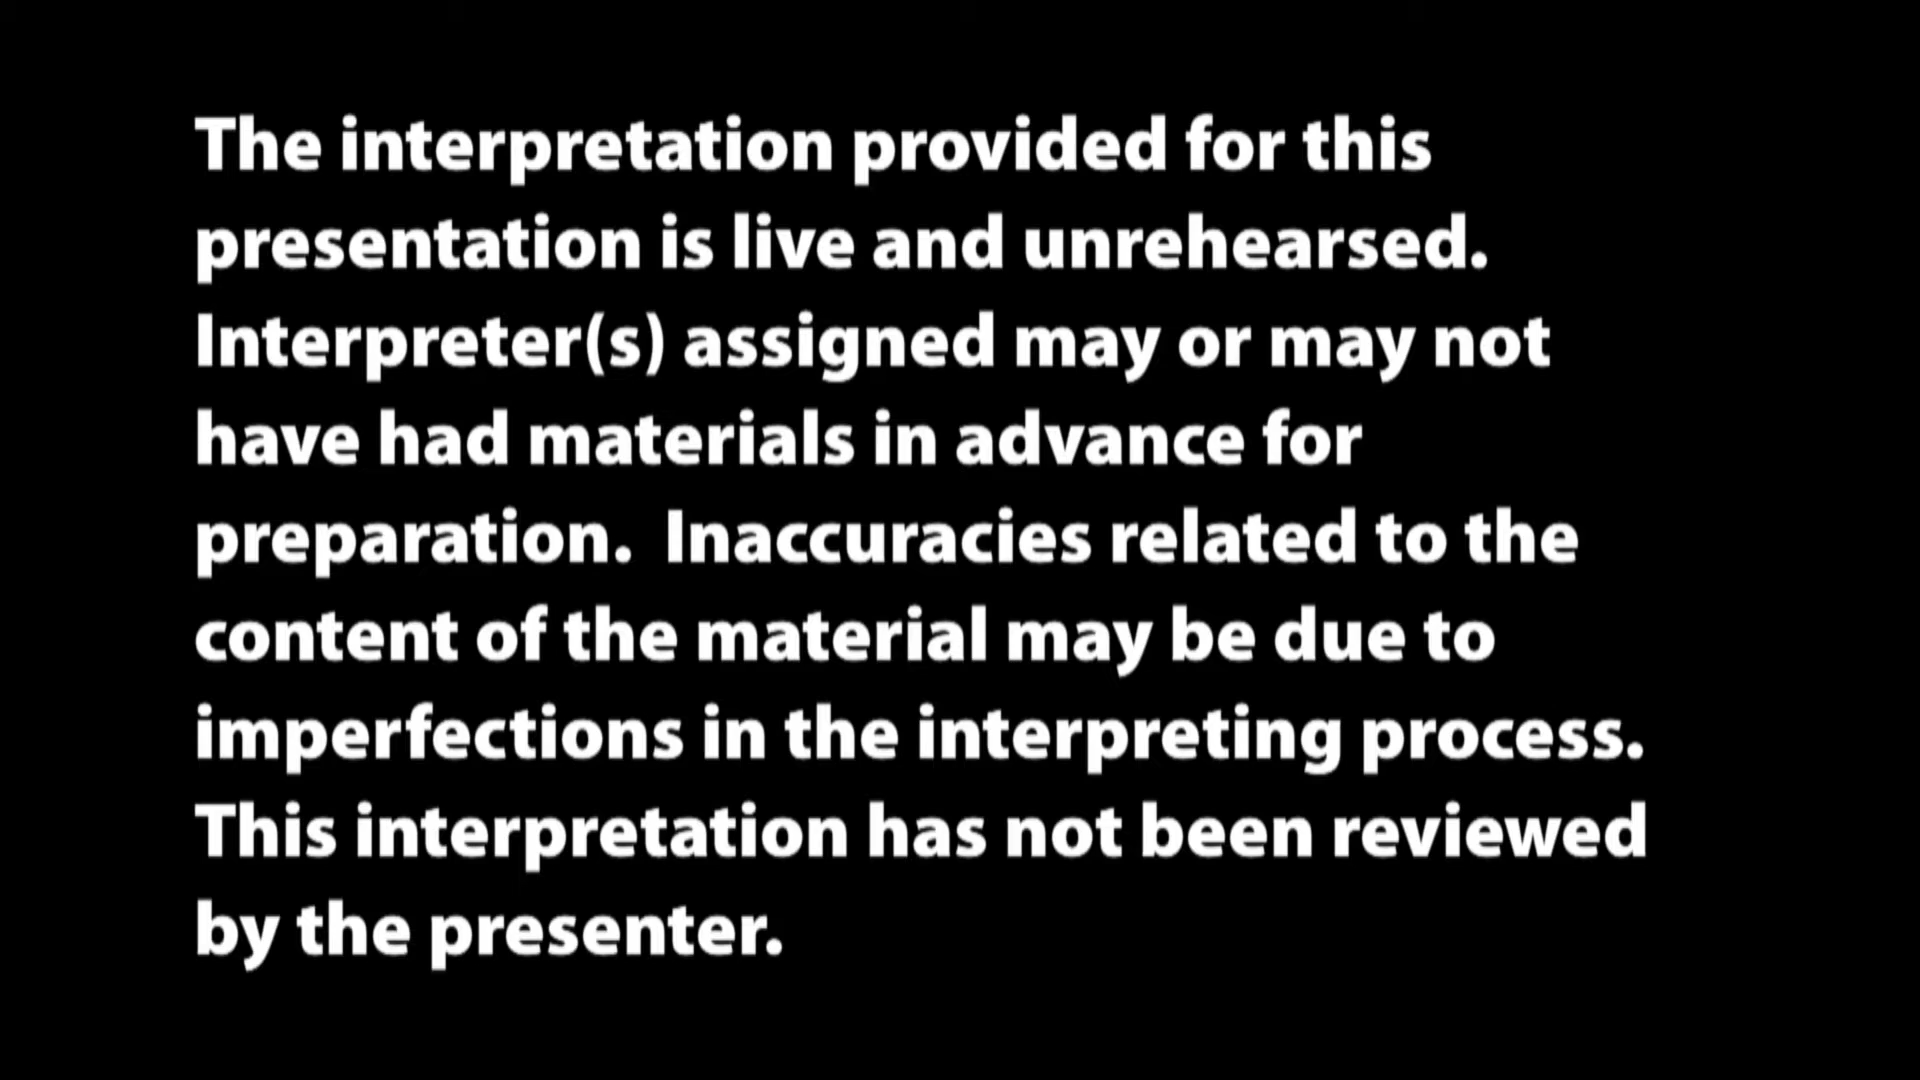 The interpretation provided for this
presentation is live and unrehearsed.
Interpreter(s) assigned may or may not
have had materials in advance for
preparation.  Inaccuracies related to the
content of the material may be due to
imperfections in the interpreting process.
This interpretation has not been reviewed
by the presenter.